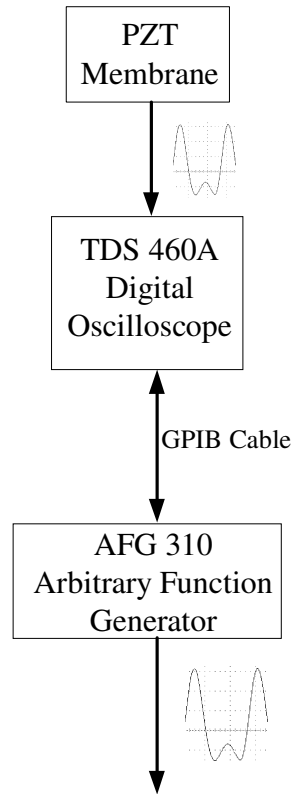 PZT
Membrane
TDS 460A
Digital
Oscilloscope
GPIB Cable
AFG 310
Arbitrary Function
Generator